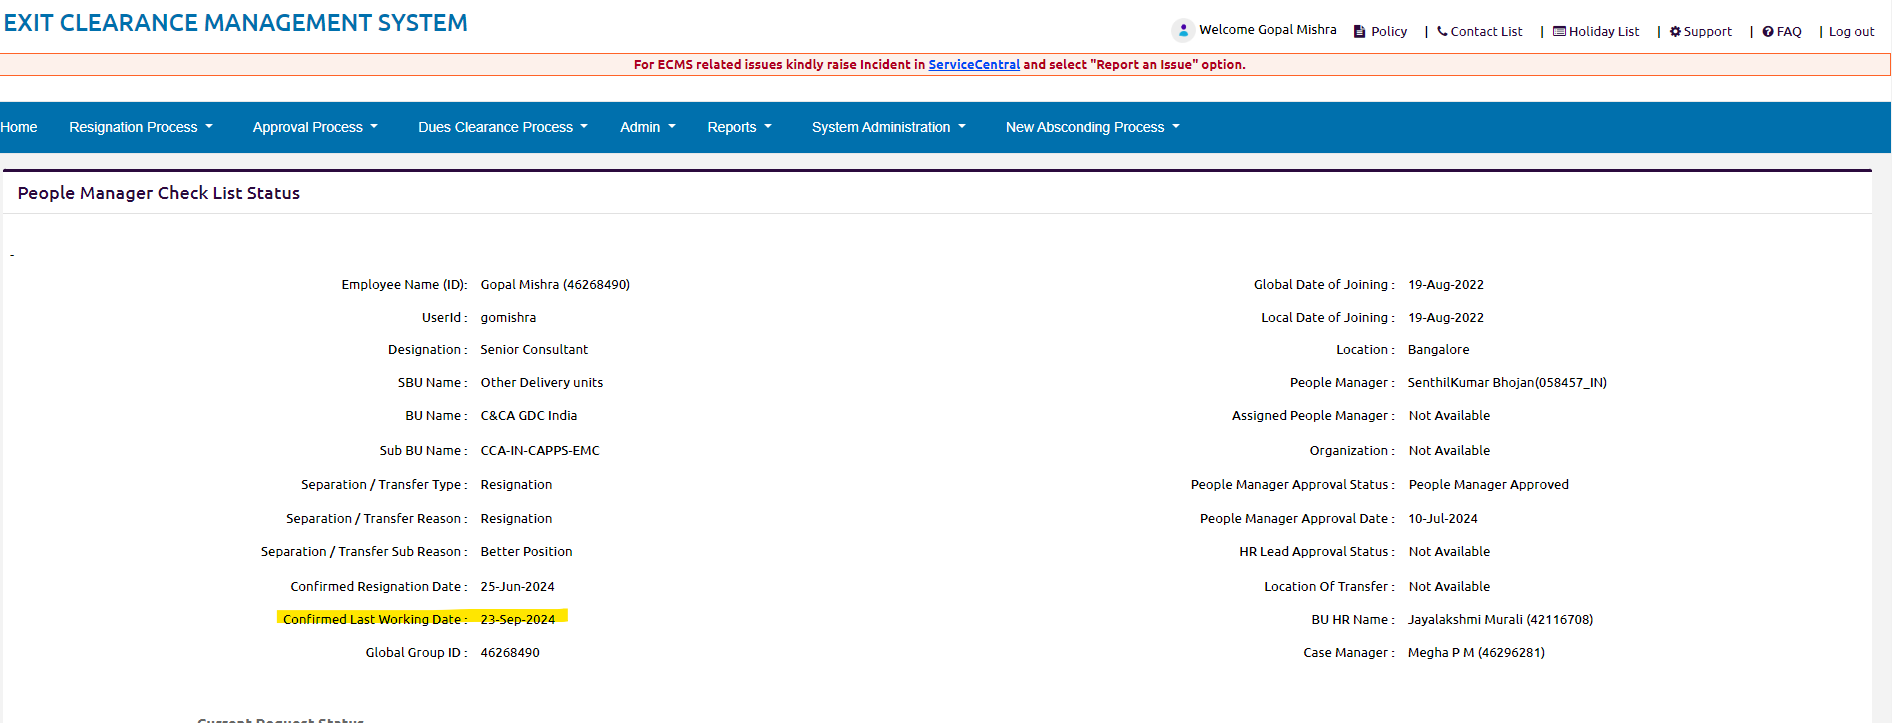 EXIT CLEARANCE MANAGEMENT SYSTEM
Welcome Gopal Mishra Policy | Contact List | Holiday List | Support | FAQ | Log out
For ECMS related issues kindly raise Incident in ServiceCentral and select "Report an Issue" option.
Home Resignation Process Approval Process Dues Clearance Process Admin Reports System Administration New Absconding Process
People Manager Check List Status
-
Employee Name (ID): Gopal Mishra (46268490) Global Date of Joining : 19-Aug-2022
UserId : gomishra Local Date of Joining : 19-Aug-2022
Designation : Senior Consultant Location : Bangalore
SBU Name : Other Delivery units People Manager : SenthilKumar Bhojan(058457_IN)
BU Name : C&CA GDC India Assigned People Manager : Not Available
Sub BU Name : CCA-IN-CAPPS-EMC Organization : Not Available
Separation / Transfer Type : Resignation People Manager Approval Status : People Manager Approved
Separation / Transfer Reason : Resignation People Manager Approval Date : 10-Jul-2024
Separation / Transfer Sub Reason : Better Position HR Lead Approval Status : Not Available
Confirmed Resignation Date : 25-Jun-2024 Location Of Transfer : Not Available
Confirmed Last Working Date : 23-Sep-2024 BU HR Name : Jayalakshmi Murali (42116708)
Global Group ID : 46268490 Case Manager : Megha P M (46296281)
Current Request Status